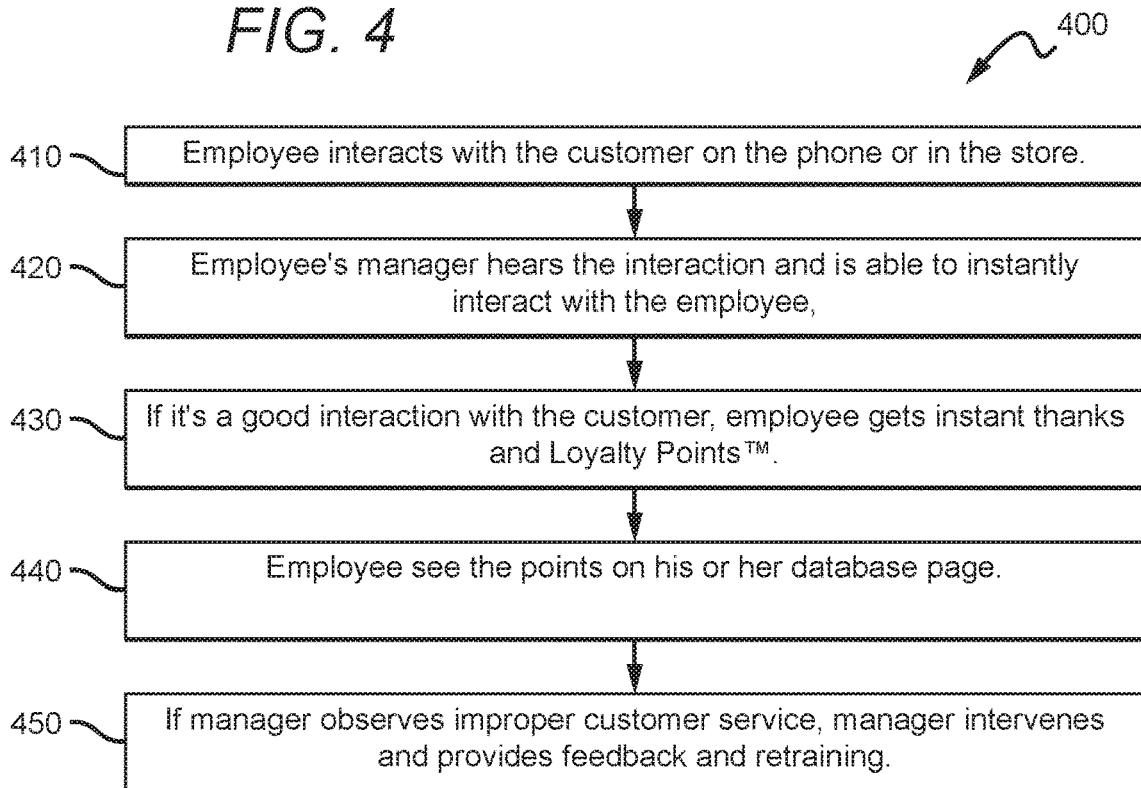 FIG. 4
400
410
Employee interacts with the customer on the phone or in the store.
420
Employee's manager hears the interaction and is able to instantly
interact with the employee,
430
If it's a good interaction with the customer, employee gets instant thanks
and Loyalty Points™.
440
Employee see the points on his or her database page.
450
If manager observes improper customer service, manager intervenes
and provides feedback and retraining.